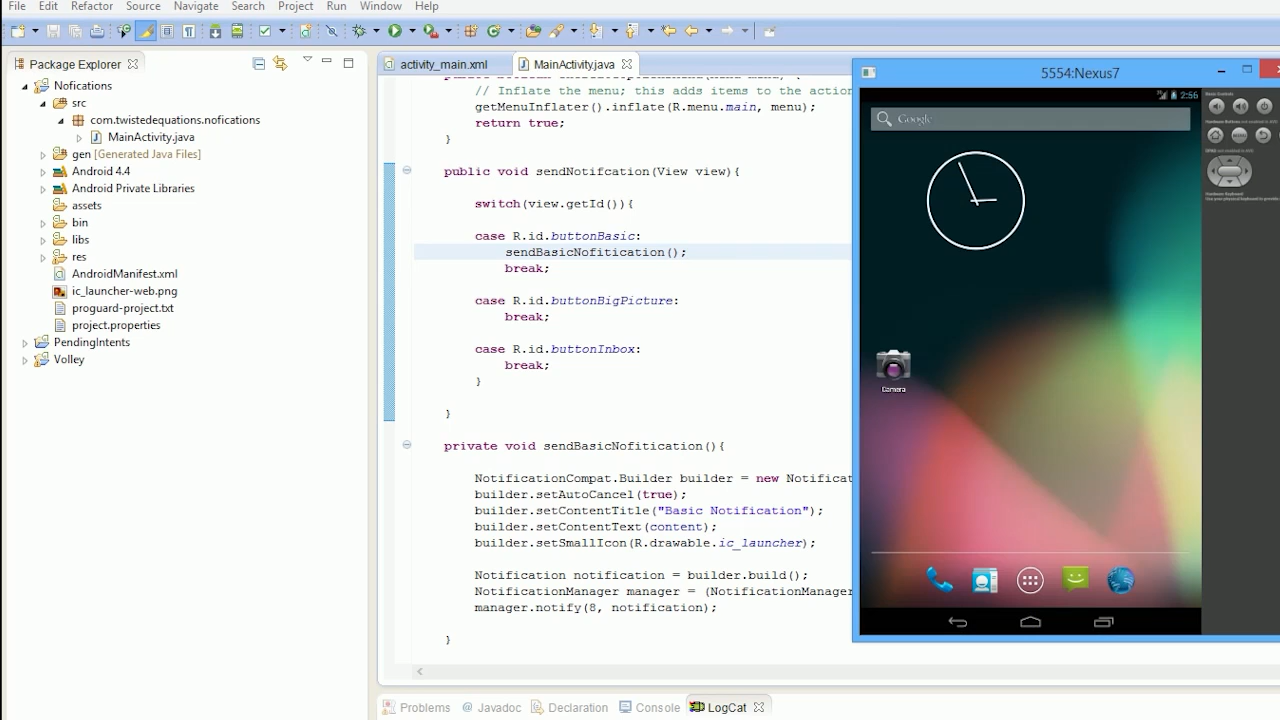 File Edit Refactor Source Navigate Search Project Run Window Help
Package Explorer
activity_main.xml
MainActivity.java
5554:Nexus7
Nofications
src
com.twistedequations.nofications
MainActivity.java
gen [Generated Java Files]
Android 4.4
Android Private Libraries
assets
bin
libs
res
AndroidManifest.xml
ic_launcher-web.png
proguard-project.txt
project.properties
PendingIntents
Volley
// Inflate the menu; this adds items to the action
getMenuInflater().inflate(R.menu.main, menu);
return true;
}
public void sendNotifcation(View view){
switch(view.getId()){
case R.id.buttonBasic:
sendBasicNofitication();
break;
case R.id.buttonBigPicture:
break;
case R.id.buttonInbox:
break;
}
}
private void sendBasicNofitication(){
NotificationCompat.Builder builder = new Notificat
builder.setAutoCancel(true);
builder.setContentTitle("Basic Notification");
builder.setContentText(content);
builder.setSmallIcon(R.drawable.ic_launcher);
Notification notification = builder.build();
NotificationManager manager = (NotificationManager
manager.notify(8, notification);
}
2:56
Google
Camera
MENU
Problems @ Javadoc Declaration Console LogCat